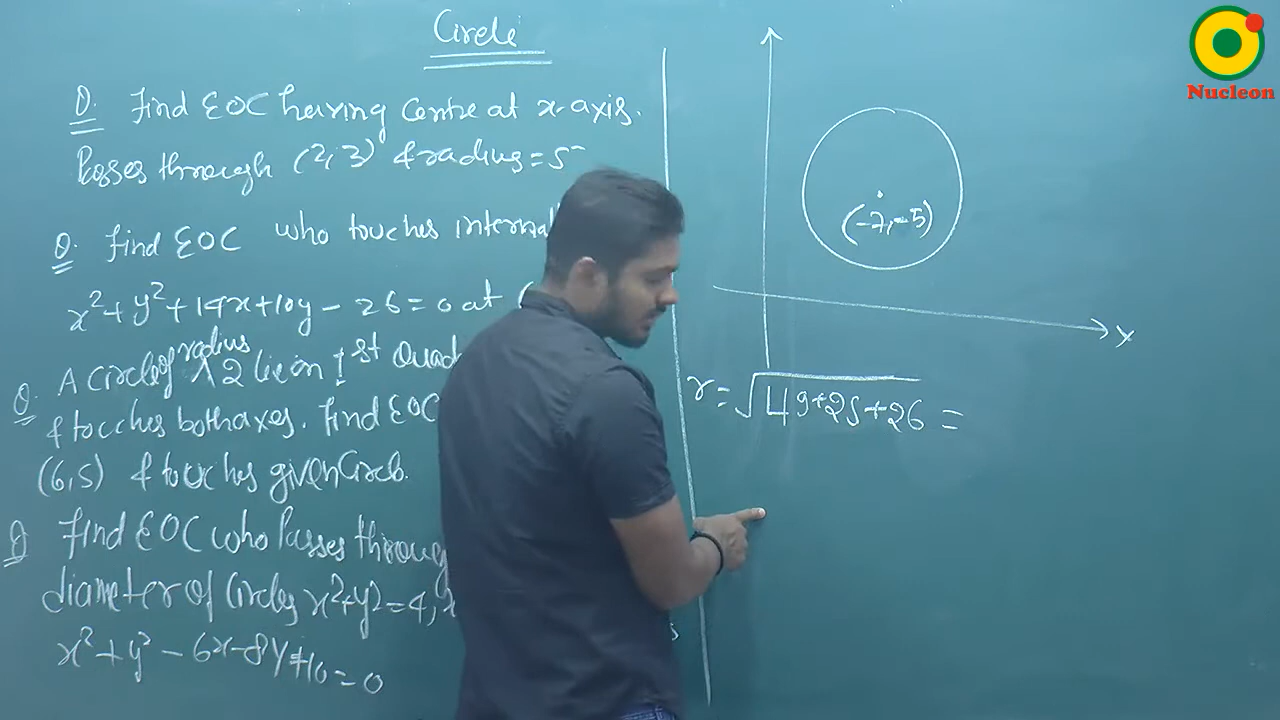 Circle
Q. Find EOC having centre at x-axis.
Passes through (2,3) & radius = 5
Q. Find EOC who touches internal
x²+y²+14x+10y-26=0 at (
Q. A circle of radius 2 lie on 1st Quad
& touches both axes. Find EOC
(6,5) & touches given Circle.
Q Find EOC who Passes through
diameter of Circles x²+y²=4, x
s
x²+y²-6x-8y+10=0
(-7,-5)
x
r=√49+25+26 =
Nucleon